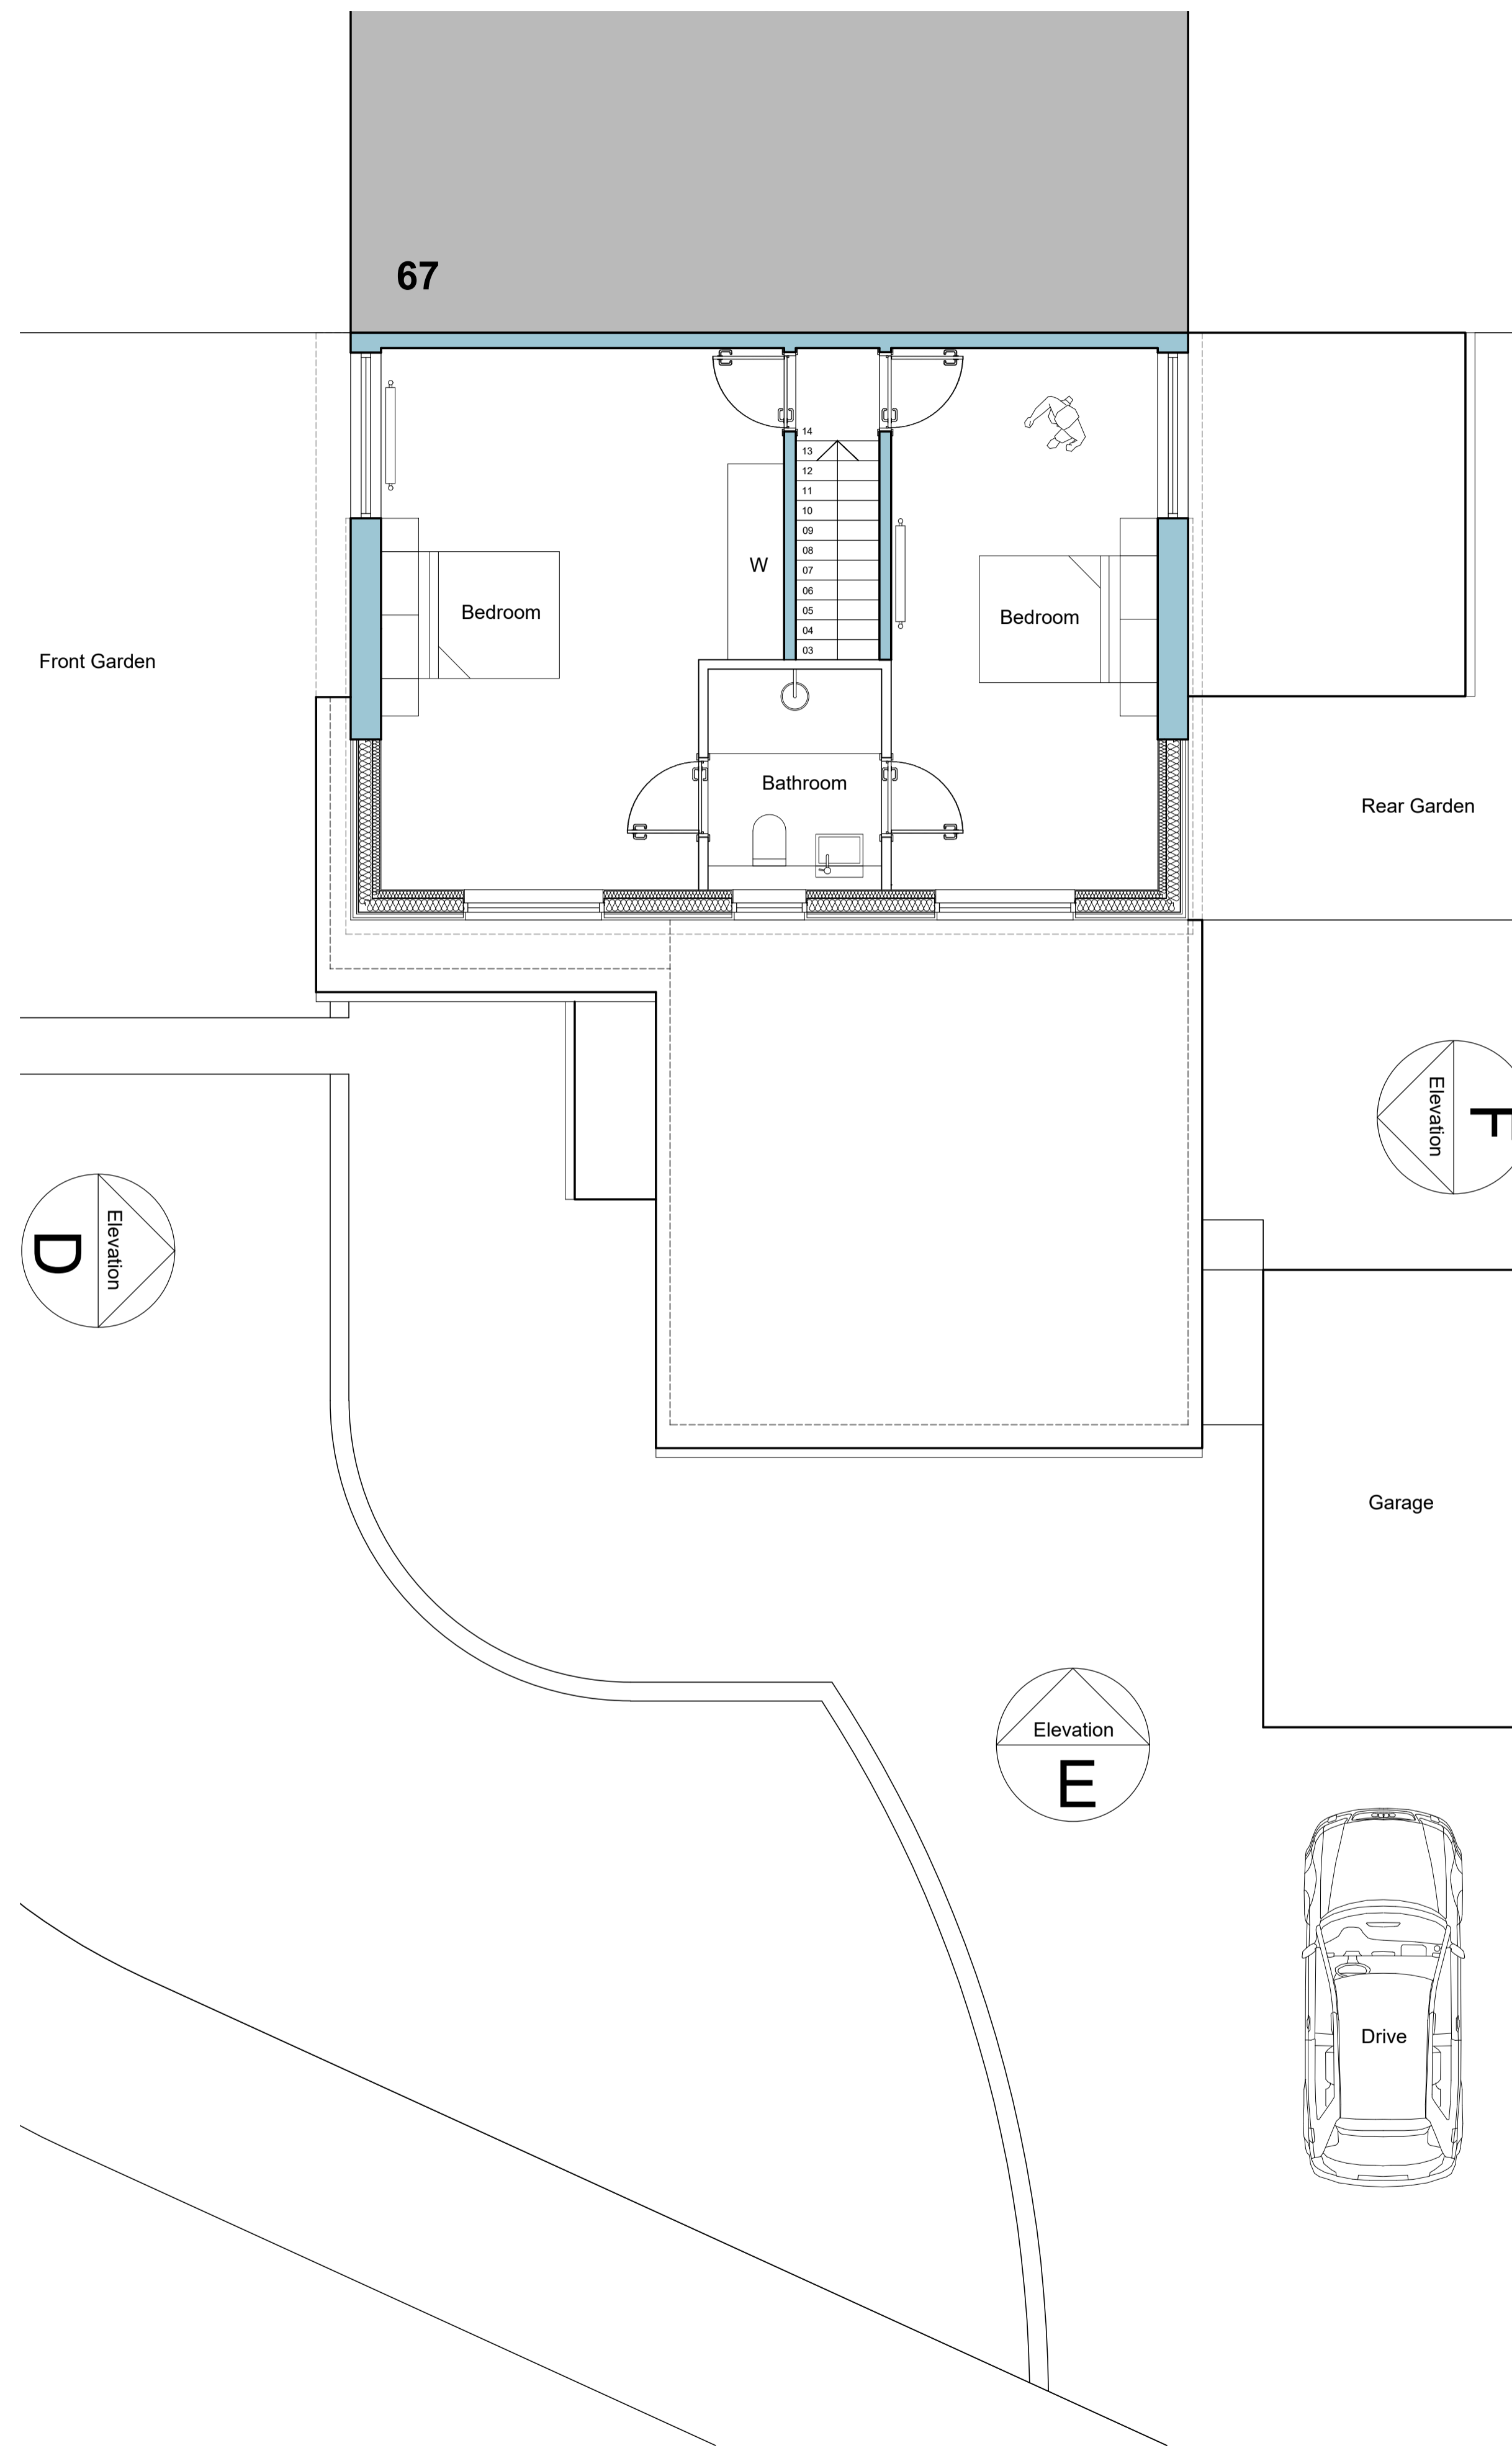 67
14
13
12
11
10
09
08
07
06
05
04
03
W
Bedroom
Bedroom
Front Garden
Bathroom
Rear Garden
Elevation
F
Elevation
D
Garage
Elevation
E
Drive